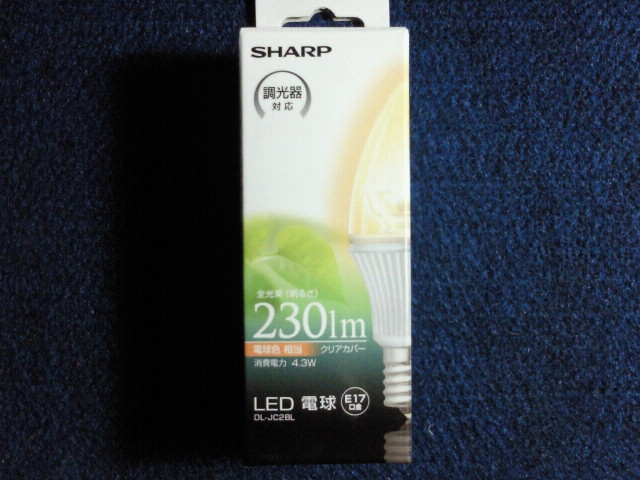 SHARP
調光器
対応
全光束(明るさ)
230lm
電球色 相当 クリアカバー
消費電力 4.3W
LED 電球 E17
口金
DL-JC2BL